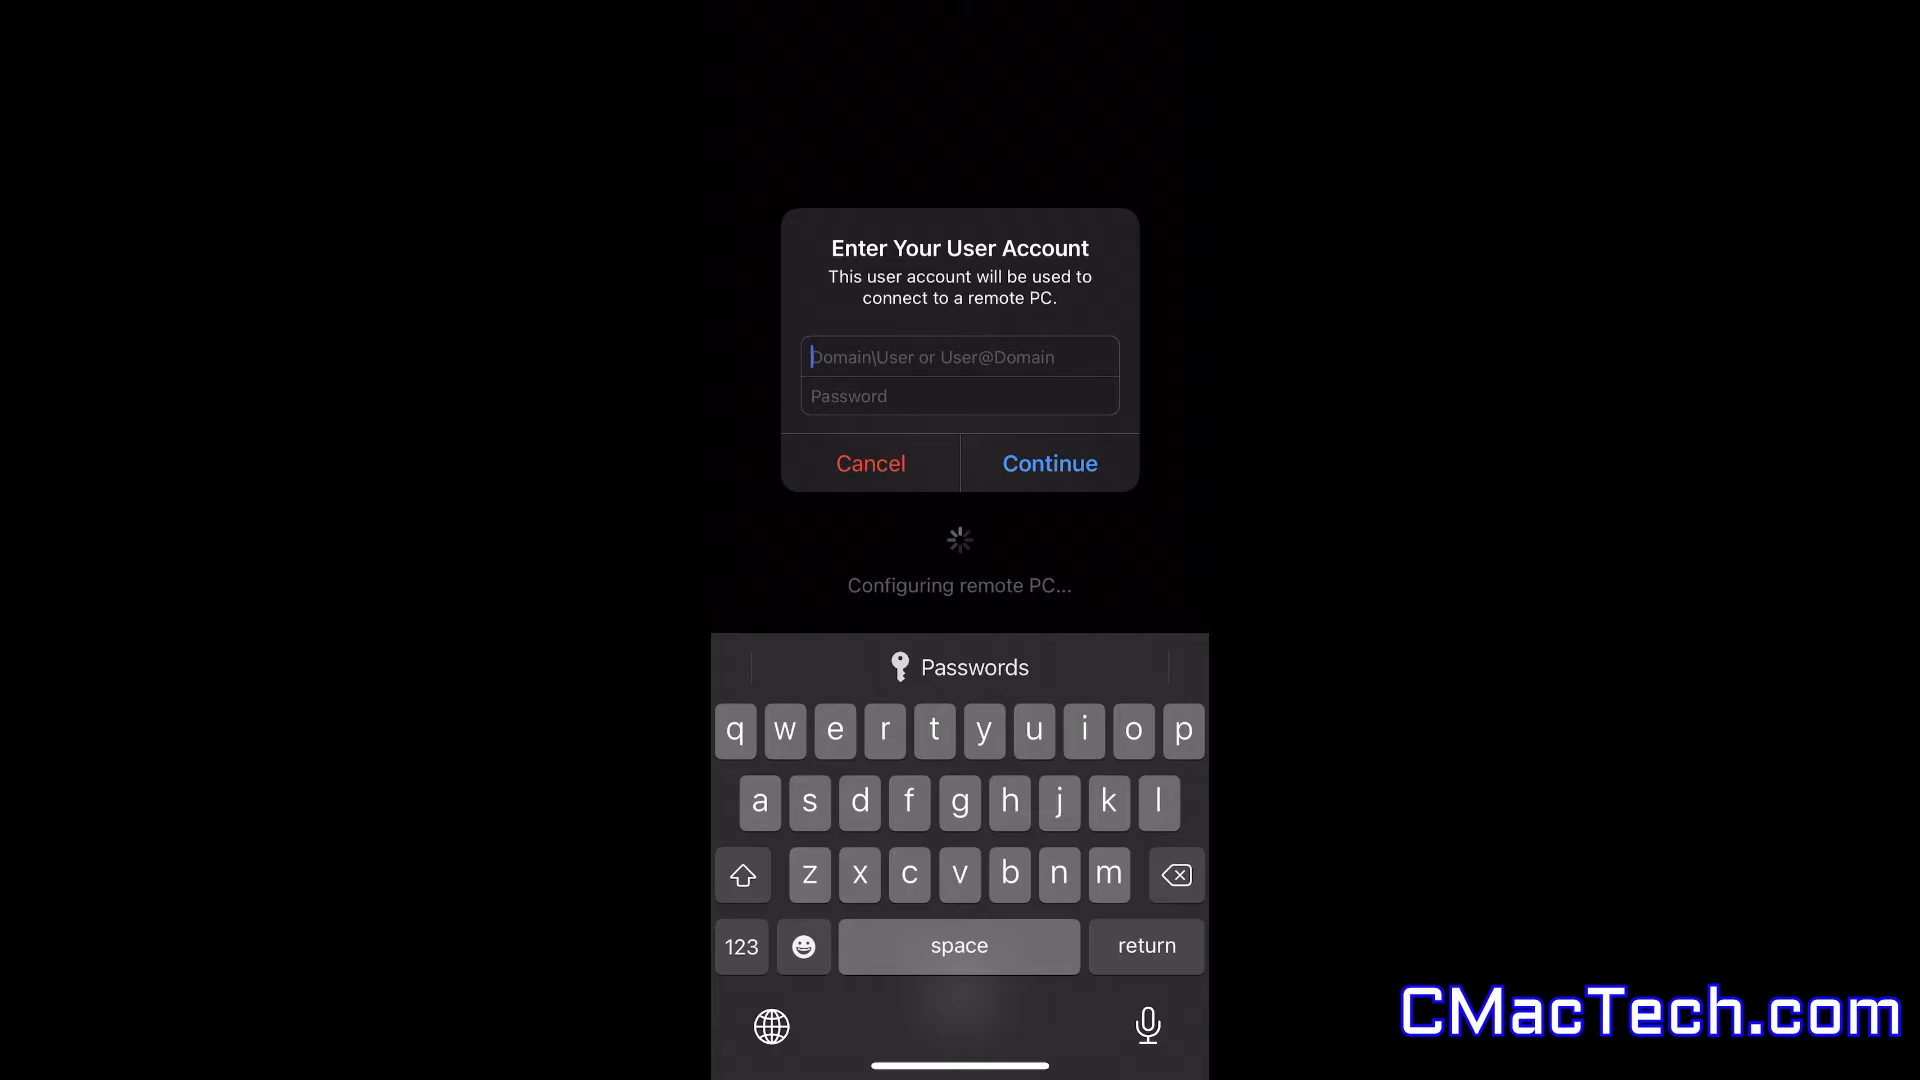 Enter Your User Account
This user account will be used to
connect to a remote PC.
Domain\User or User@Domain
Password
Cancel
Continue
Configuring remote PC...
Passwords
q w e r t y u i o p
a s d f g h j k l
z x c v b n m
123 space return
CMacTech.com